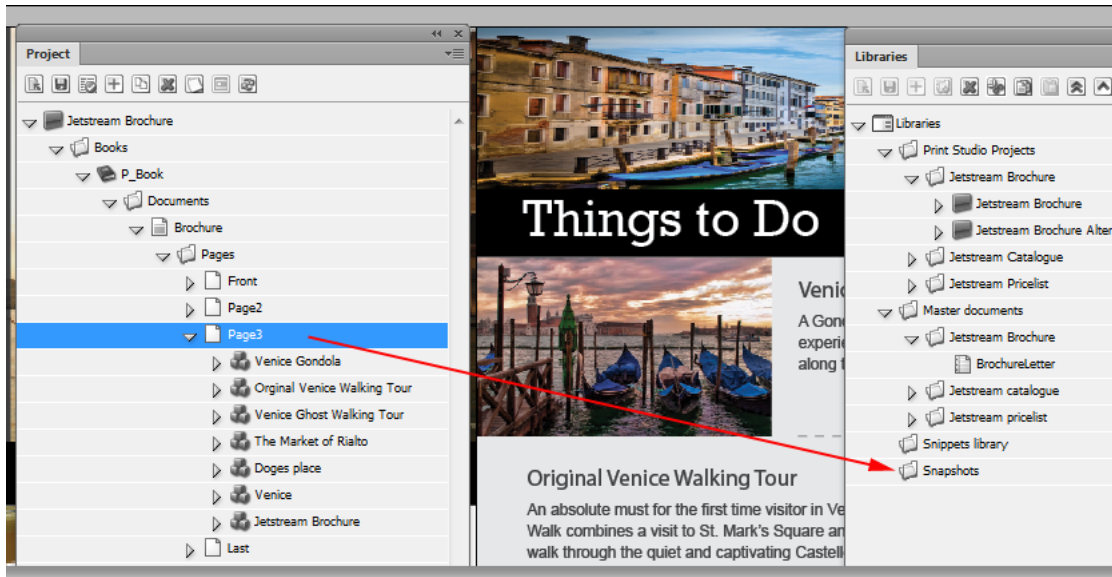 Project
Jetstream Brochure
Books
P_Book
Documents
Brochure
Pages
Front
Page2
Page3
Venice Gondola
Orginal Venice Walking Tour
Venice Ghost Walking Tour
The Market of Rialto
Doges place
Venice
Jetstream Brochure
Last
Things to Do
A
along
Original Venice Walking Tour
An absolute must for the first time visitor in
Walk combines a visit to St. Mark's Square
walk through the quiet and captivating
Libraries
Libraries
Print Studio Projects
Jetstream Brochure
Jetstream Brochure
Jetstream Brochure
Jetstream Catalogue
Jetstream Pricelist
Master documents
Jetstream Brochure
BrochureLetter
Jetstream catalogue
Jetstream pricelist
Snippets library
Snapshots